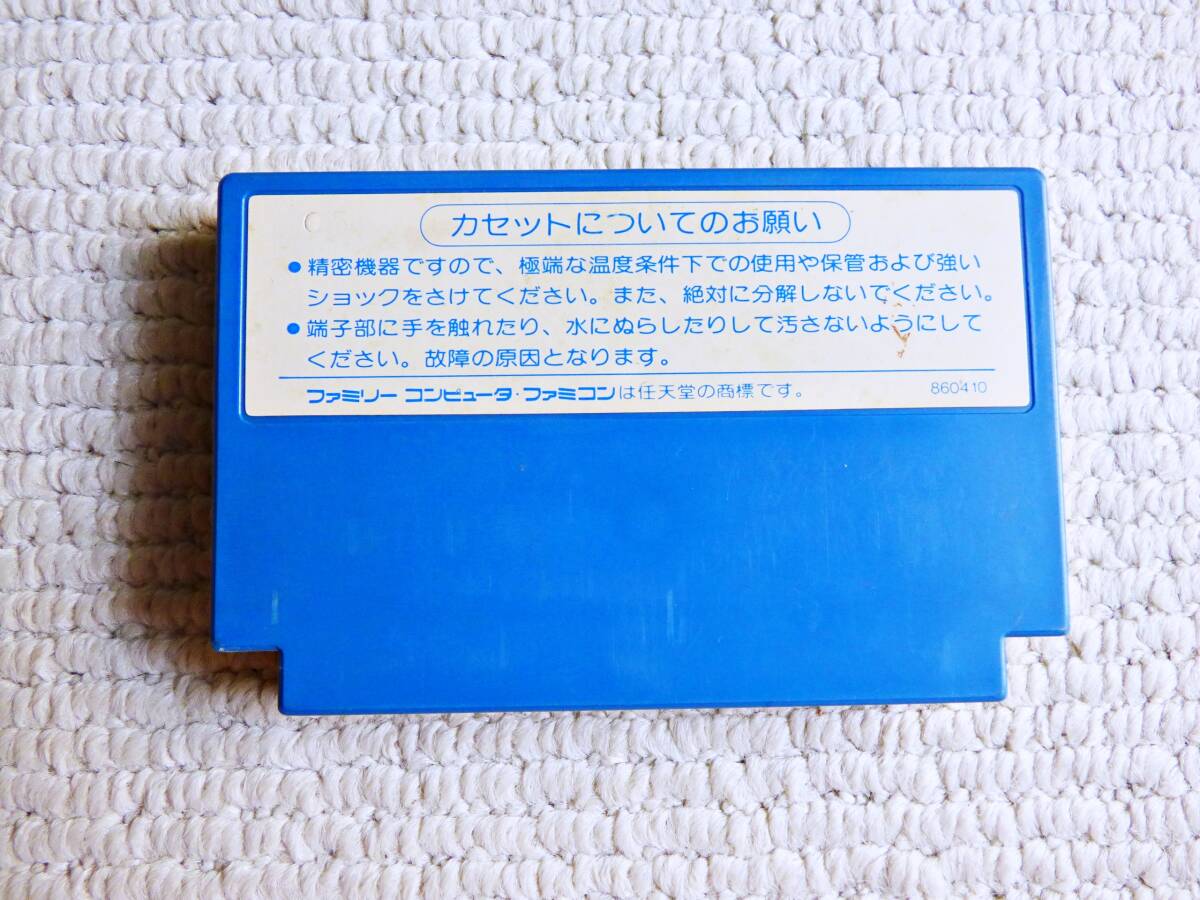 カセットについてのお願い
●精密機器ですので、極端な温度条件下での使用や保管および強い
ショックをさけてください。また、絶対に分解しないでください。
●端子部に手を触れたり、水にぬらしたりして汚さないようにして
ください。故障の原因となります。
ファミリー コンピュータ・ファミコンは任天堂の商標です。 860410